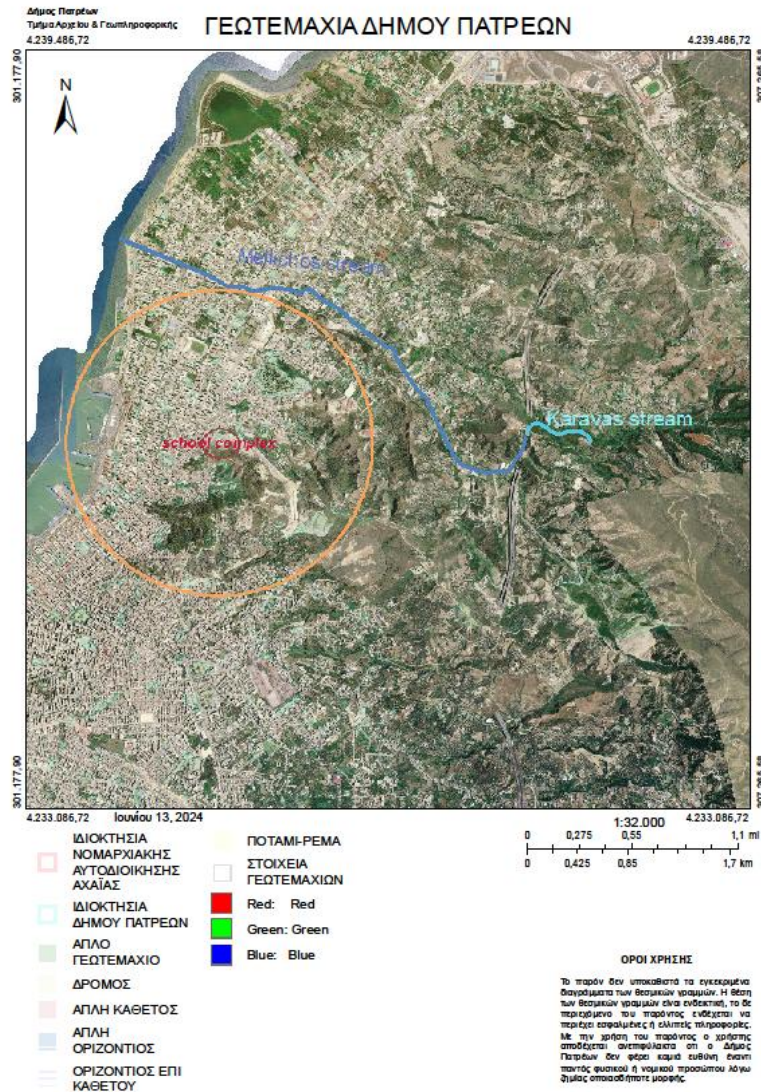 Δήμος Πατρέων
Τμήμα Αρχείου & Γεωπληροφορικής
ΓΕΩΤΕΜΑΧΙΑ ΔΗΜΟΥ ΠΑΤΡΕΩΝ
4.239.486,72
4.239.486,72
301.177,90
N
Meilichos stream
Karavas stream
school complex
301.177,90
4.233.086,72
Ιουνίου 13, 2024
1:32.000
4.233.086,72
0 0,275 0,55 1,1 mi
0 0,425 0,85 1,7 km
ΙΔΙΟΚΤΗΣΙΑ
ΝΟΜΑΡΧΙΑΚΗΣ
ΑΥΤΟΔΙΟΙΚΗΣΗΣ
ΑΧΑΪΑΣ
ΙΔΙΟΚΤΗΣΙΑ
ΔΗΜΟΥ ΠΑΤΡΕΩΝ
ΑΠΛΟ
ΓΕΩΤΕΜΑΧΙΟ
ΔΡΟΜΟΣ
ΑΠΛΗ ΚΑΘΕΤΟΣ
ΑΠΛΗ
ΟΡΙΖΟΝΤΙΟΣ
ΟΡΙΖΟΝΤΙΟΣ ΕΠΙ
ΚΑΘΕΤΟΥ
ΠΟΤΑΜΙ-ΡΕΜΑ
ΣΤΟΙΧΕΙΑ
ΓΕΩΤΕΜΑΧΙΩΝ
Red: Red
Green: Green
Blue: Blue
ΟΡΟΙ ΧΡΗΣΗΣ
Το παρόν δεν υποκαθιστά τα εγκεκριμένα
διαγράμματα των θεσμικών γραμμών. Η θέση
των θεσμικών γραμμών είναι ενδεικτική, το δε
περιεχόμενο του παρόντος ενδέχεται να
περιέχει εσφαλμένες ή ελλιπείς πληροφορίες.
Με την χρήση του παρόντος ο χρήστης
αποδέχεται ανεπιφύλακτα οτι ο Δήμος
Πατρέων δεν φέρει καμιά ευθύνη έναντι
παντός φυσικού ή νομικού προσώπου λόγω
ζημίας οποιασδήποτε μορφής.